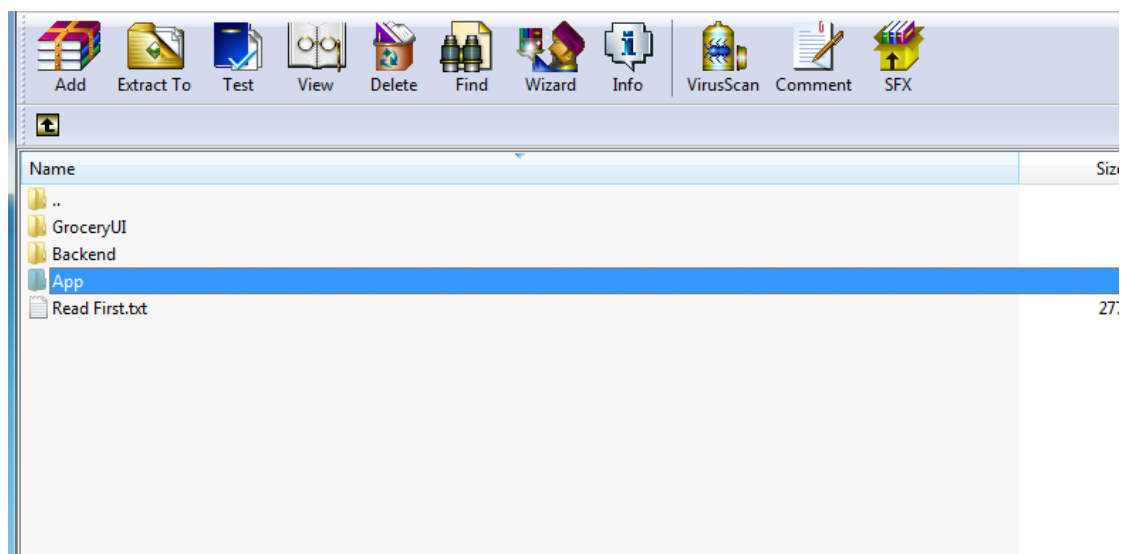 Add Extract To Test View Delete Find Wizard Info VirusScan Comment SFX
Name
..
GroceryUI
Backend
App
Read First.txt